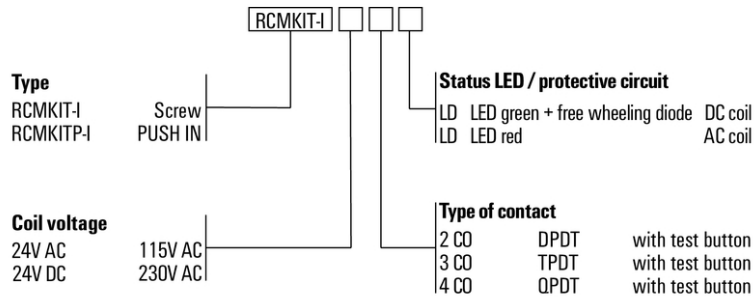 RCMKIT-I
Type
RCMKIT-I Screw
RCMKITP-I PUSH IN
Status LED / protective circuit
LD LED green + free wheeling diode DC coil
LD LED red AC coil
Coil voltage
24V AC 115V AC
24V DC 230V AC
Type of contact
2 CO DPDT with test button
3 CO TPDT with test button
4 CO QPDT with test button